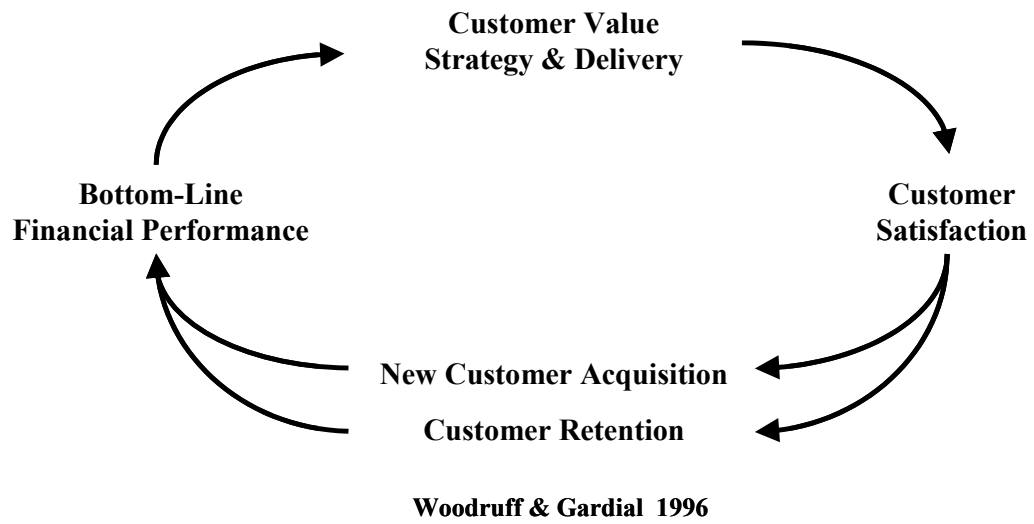 Customer Value
Strategy & Delivery
Bottom-Line
Financial Performance
Customer
Satisfaction
New Customer Acquisition
Customer Retention
Woodruff & Gardial 1996